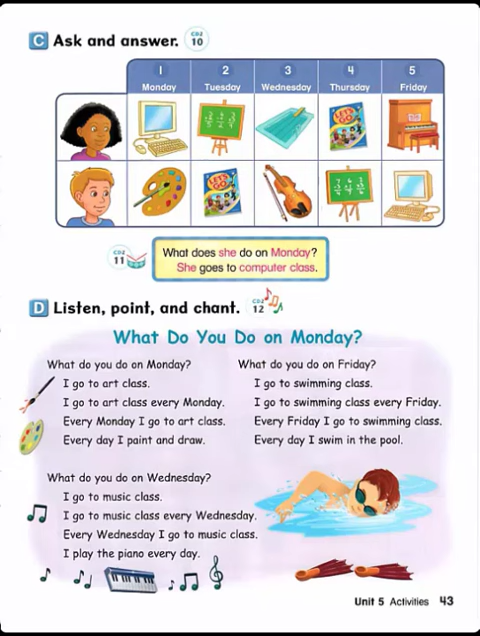 C Ask and answer. CD2 10
1 2 3 4 5
Monday Tuesday Wednesday Thursday Friday
LET'S GO
LET'S GO
CD2 11
What does she do on Monday?
She goes to computer class.
D Listen, point, and chant. CD2 12
What Do You Do on Monday?
What do you do on Monday?
I go to art class.
I go to art class every Monday.
Every Monday I go to art class.
Every day I paint and draw.
What do you do on Friday?
I go to swimming class.
I go to swimming class every Friday.
Every Friday I go to swimming class.
Every day I swim in the pool.
What do you do on Wednesday?
I go to music class.
I go to music class every Wednesday.
Every Wednesday I go to music class.
I play the piano every day.
Unit 5 Activities 43